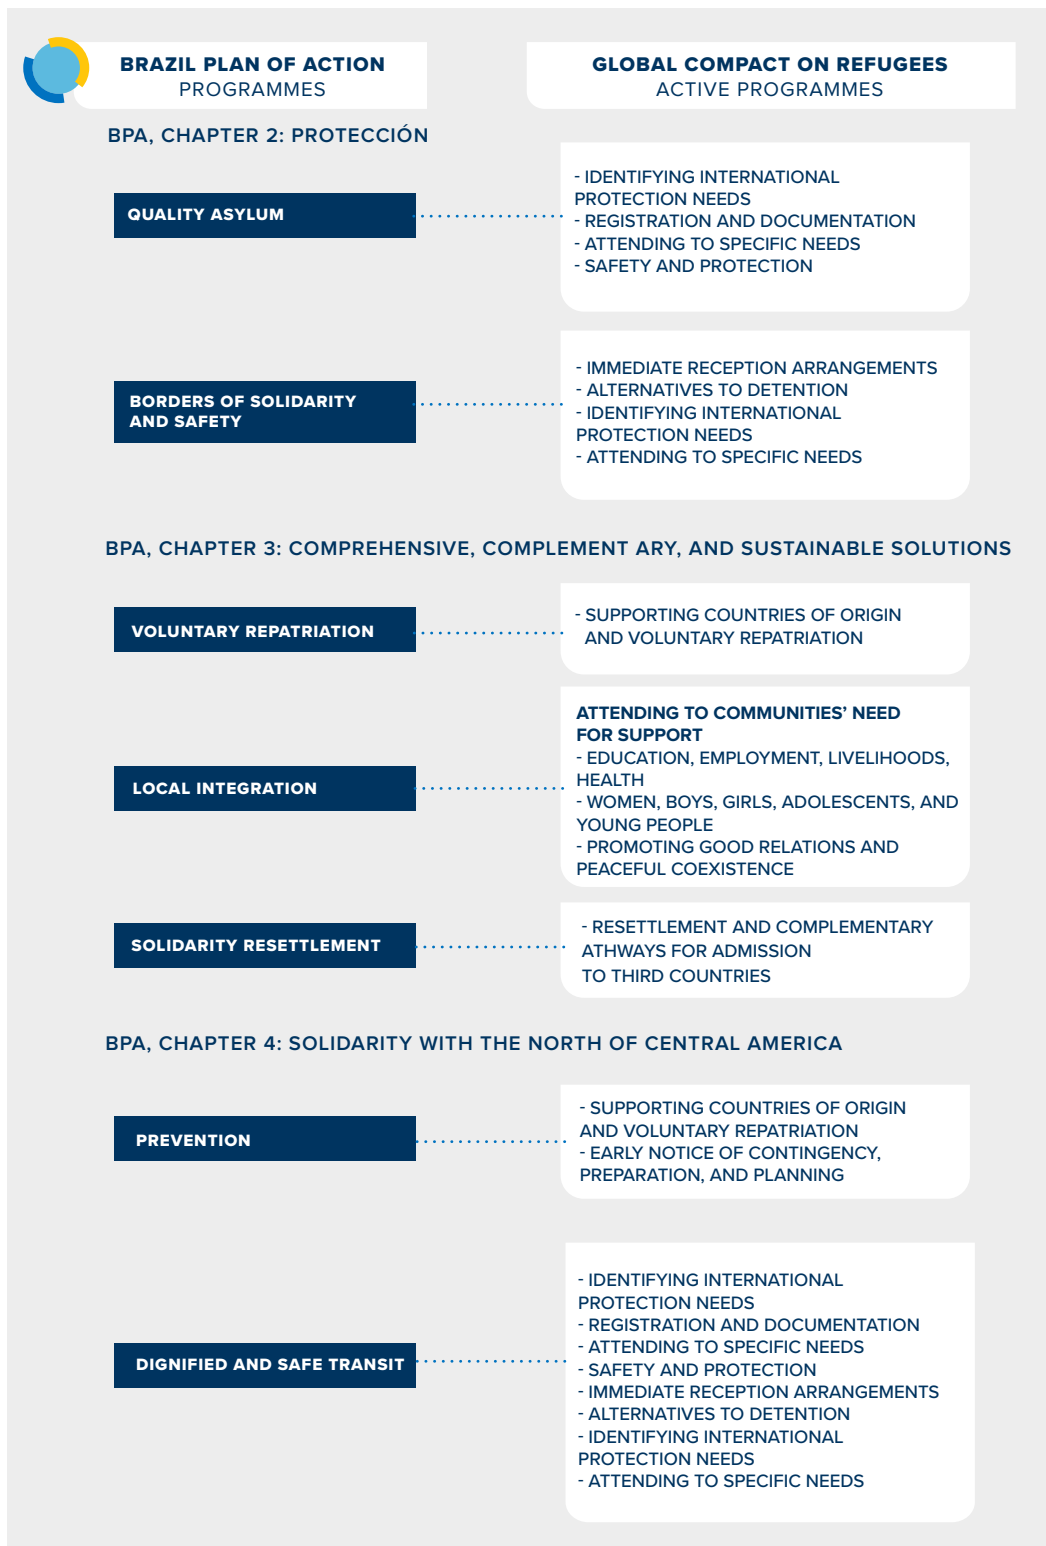 BRAZIL PLAN OF ACTION
PROGRAMMES
GLOBAL COMPACT ON REFUGEES
ACTIVE PROGRAMMES
BPA, CHAPTER 2: PROTECCIÓN
QUALITY ASYLUM
- IDENTIFYING INTERNATIONAL
PROTECTION NEEDS
- REGISTRATION AND DOCUMENTATION
- ATTENDING TO SPECIFIC NEEDS
- SAFETY AND PROTECTION
BORDERS OF SOLIDARITY
AND SAFETY
- IMMEDIATE RECEPTION ARRANGEMENTS
- ALTERNATIVES TO DETENTION
- IDENTIFYING INTERNATIONAL
PROTECTION NEEDS
- ATTENDING TO SPECIFIC NEEDS
BPA, CHAPTER 3: COMPREHENSIVE, COMPLEMENT ARY, AND SUSTAINABLE SOLUTIONS
VOLUNTARY REPATRIATION
- SUPPORTING COUNTRIES OF ORIGIN
AND VOLUNTARY REPATRIATION
LOCAL INTEGRATION
ATTENDING TO COMMUNITIES' NEED
FOR SUPPORT
- EDUCATION, EMPLOYMENT, LIVELIHOODS,
HEALTH
- WOMEN, BOYS, GIRLS, ADOLESCENTS, AND
YOUNG PEOPLE
- PROMOTING GOOD RELATIONS AND
PEACEFUL COEXISTENCE
SOLIDARITY RESETTLEMENT
- RESETTLEMENT AND COMPLEMENTARY
ATHWAYS FOR ADMISSION
TO THIRD COUNTRIES
BPA, CHAPTER 4: SOLIDARITY WITH THE NORTH OF CENTRAL AMERICA
PREVENTION
- SUPPORTING COUNTRIES OF ORIGIN
AND VOLUNTARY REPATRIATION
- EARLY NOTICE OF CONTINGENCY,
PREPARATION, AND PLANNING
DIGNIFIED AND SAFE TRANSIT
- IDENTIFYING INTERNATIONAL
PROTECTION NEEDS
- REGISTRATION AND DOCUMENTATION
- ATTENDING TO SPECIFIC NEEDS
- SAFETY AND PROTECTION
- IMMEDIATE RECEPTION ARRANGEMENTS
- ALTERNATIVES TO DETENTION
- IDENTIFYING INTERNATIONAL
PROTECTION NEEDS
- ATTENDING TO SPECIFIC NEEDS